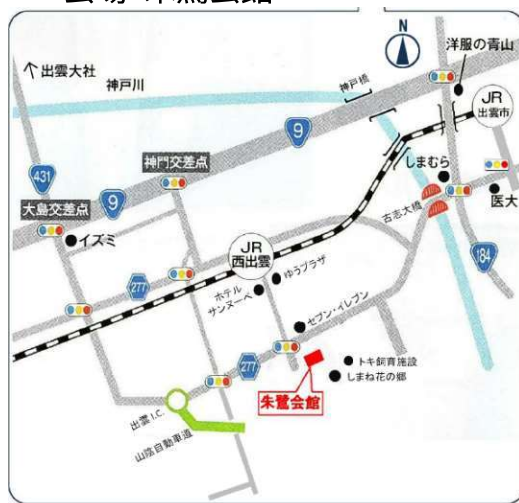 N
洋服の青山
出雲大社
神戸川
神戸橋
JR
出雲市
9
神門交差点
しまむら
431
9
大島交差点
古志大橋
医大
イズミ
JR
西出雲
184
277
ゆうプラザ
ホテル
サンヌーベ
セブン・イレブン
277
トキ飼育施設
しまね花の郷
朱鷺会館
出雲I.C.
山陰自動車道